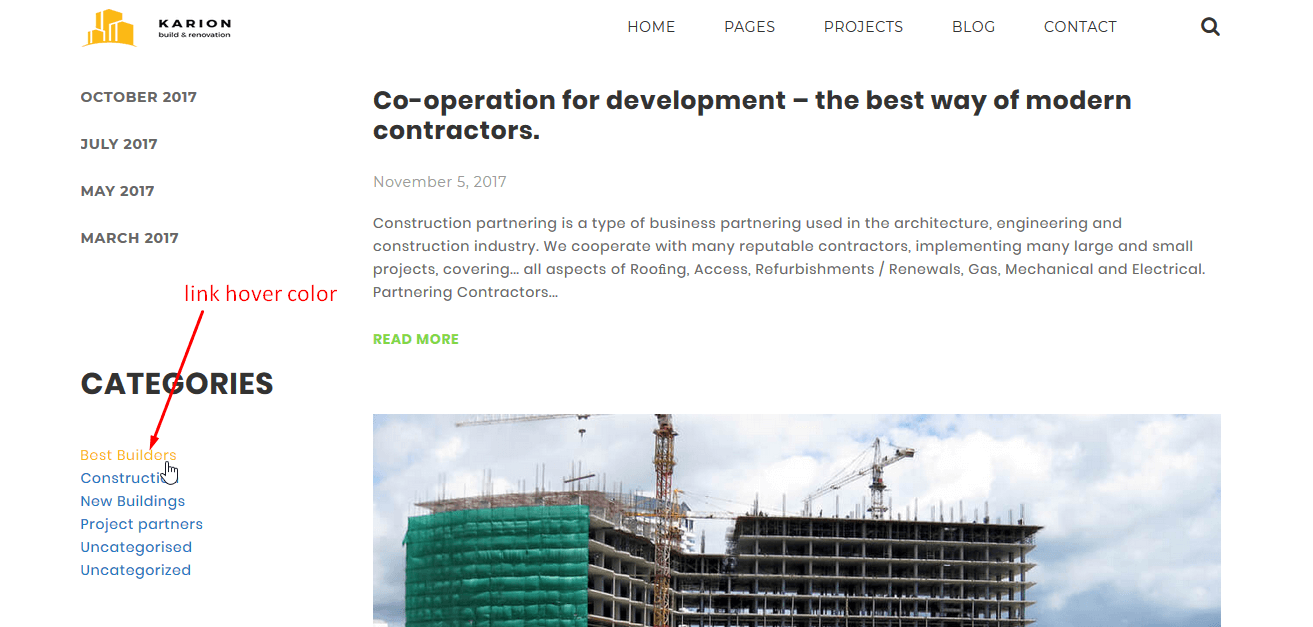 KARION
build & renovation
HOME PAGES PROJECTS BLOG CONTACT
OCTOBER 2017
JULY 2017
MAY 2017
MARCH 2017
link hover color
CATEGORIES
Best Builders
Constructi
New Buildings
Project partners
Uncategorised
Uncategorized
Co-operation for development – the best way of modern
contractors.
November 5, 2017
Construction partnering is a type of business partnering used in the architecture, engineering and
construction industry. We cooperate with many reputable contractors, implementing many large and small
projects, covering... all aspects of Roofing, Access, Refurbishments / Renewals, Gas, Mechanical and Electrical.
Partnering Contractors...
READ MORE